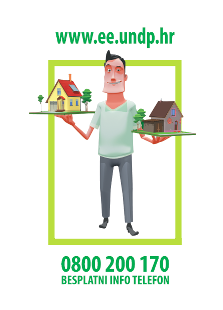 www.ee.undp.hr
0800 200 170
BESPLATNI INFO TELEFON